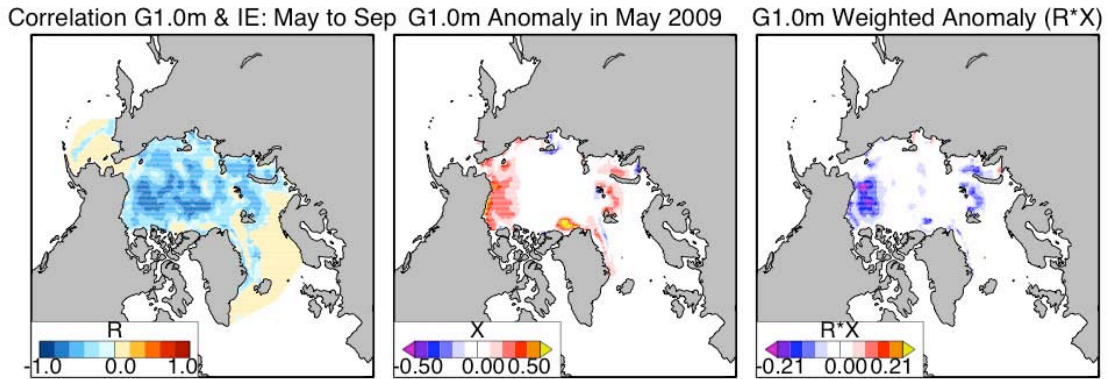 Correlation G1.0m & IE: May to Sep
G1.0m Anomaly in May 2009
G1.0m Weighted Anomaly (R*X)
R
-1.0 0.0 1.0
X
-0.50 0.00 0.50
R*X
-0.21 0.00 0.21